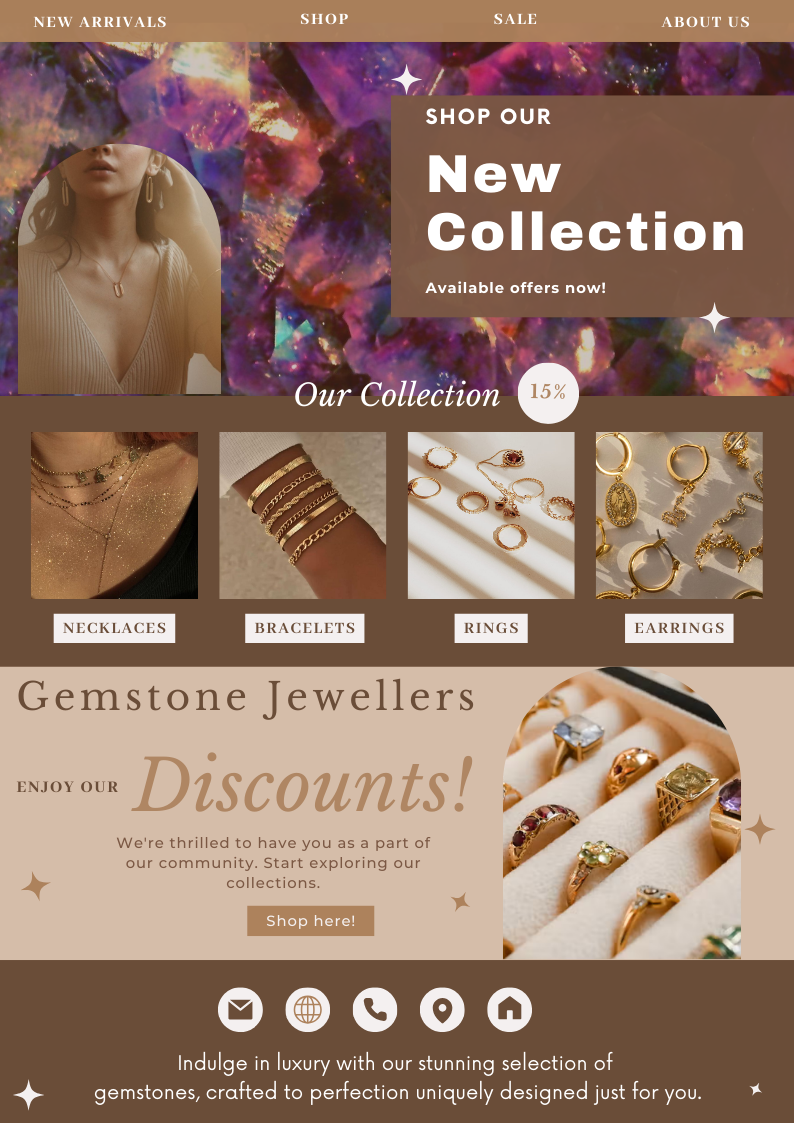 NEW ARRIVALS
SHOP
SALE
ABOUT US
SHOP OUR
New
Collection
Available offers now!
Our Collection
15%
NECKLACES
BRACELETS
RINGS
EARRINGS
Gemstone Jewellers
ENJOY OUR
Discounts!
We're thrilled to have you as a part of
our community. Start exploring our
collections.
Shop here!
Indulge in luxury with our stunning selection of
gemstones, crafted to perfection uniquely designed just for you.